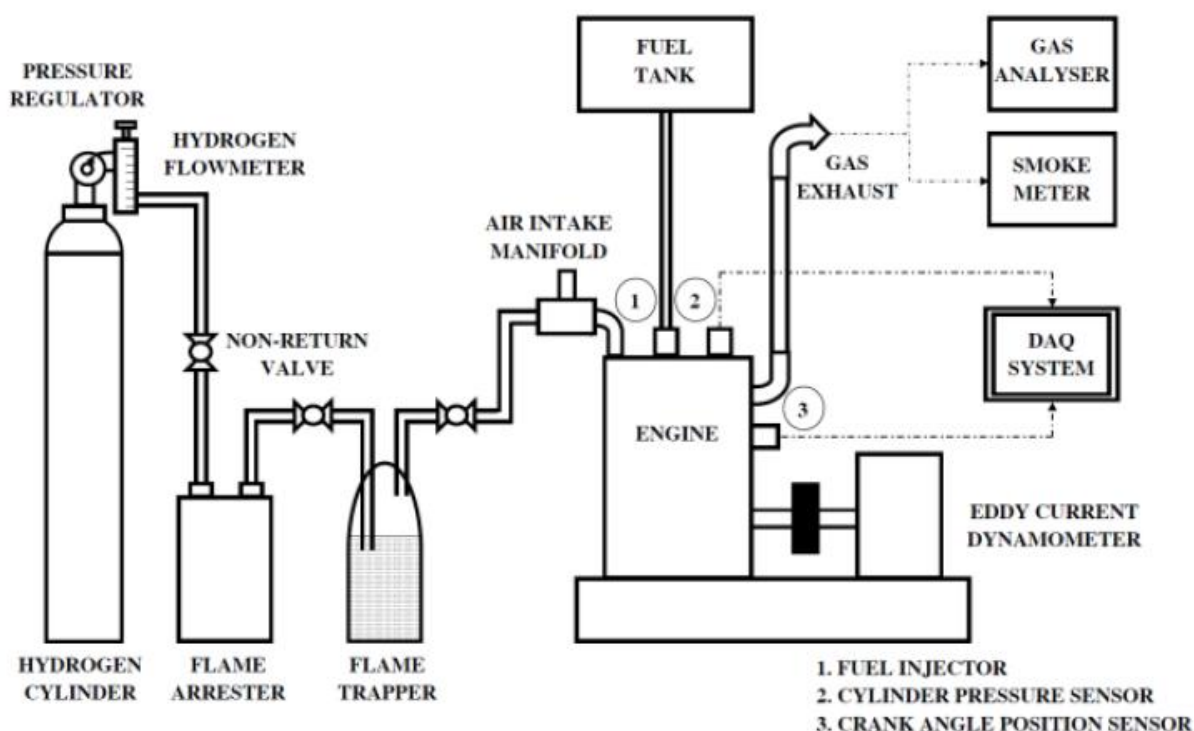 PRESSURE
REGULATOR
HYDROGEN
FLOWMETER
FUEL
TANK
GAS
ANALYSER
GAS
EXHAUST
SMOKE
METER
AIR INTAKE
MANIFOLD
1
2
NON-RETURN
VALVE
DAQ
SYSTEM
3
ENGINE
EDDY CURRENT
DYNAMOMETER
HYDROGEN
CYLINDER
FLAME
ARRESTER
FLAME
TRAPPER
1. FUEL INJECTOR
2. CYLINDER PRESSURE SENSOR
3. CRANK ANGLE POSITION SENSOR